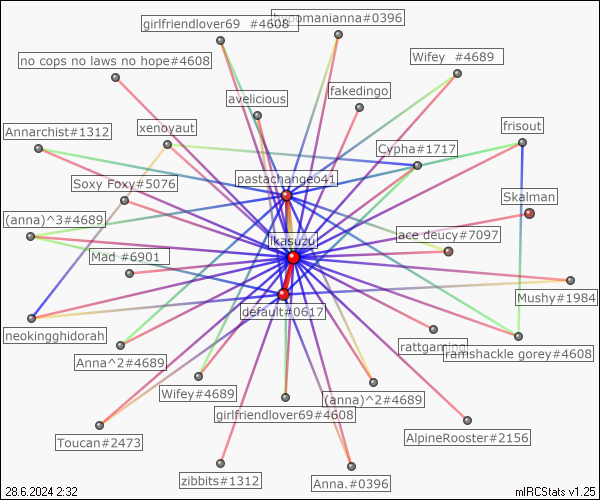 girlfriendlover69 #4608
hypomanianna#0396
no cops no laws no hope#4608
Wifey #4689
avelicious
fakedingo
Annarchist#1312
xenoyaut
frisout
Cypha#1717
pastachangeo41
Soxy Foxy#5076
Skalman
(anna)^3#4689
ace deucy#7097
ikasuzu
Mad #6901
Mushy#1984
default#0617
neokingghidorah
rattgaming
ramshackle gorey#4608
Anna^2#4689
Wifey#4689
(anna)^2#4689
girlfriendlover69#4608
Toucan#2473
AlpineRooster#2156
zibbits#1312
Anna.#0396
28.6.2024 2:32
mIRCStats v1.25